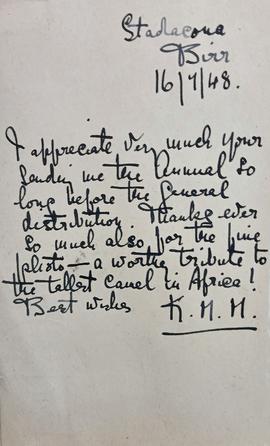 Stadacona
Birr
16/7/48.
I appreciate very much your
sending me the Annual so
long before the General
distribution. Thanks ever
so much also for the fine
photo – a worthy tribute to
the tallest camel in Africa!
Best wishes K. M. M.